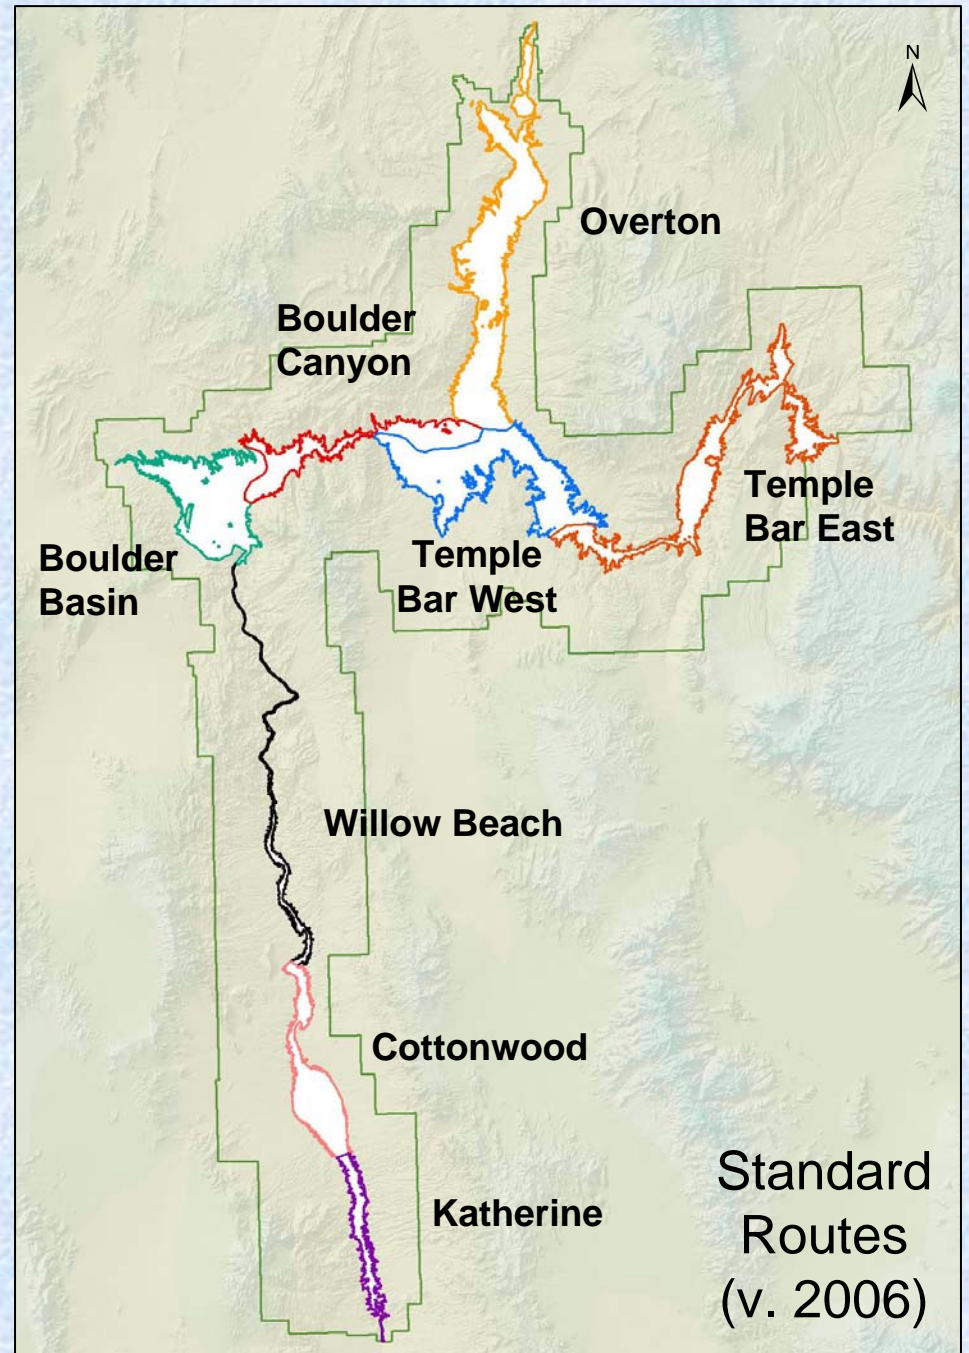 N
Overton
Boulder
Canyon
Temple
Bar East
Boulder
Basin
Temple
Bar West
Willow Beach
Cottonwood
Katherine
Standard
Routes
(v. 2006)